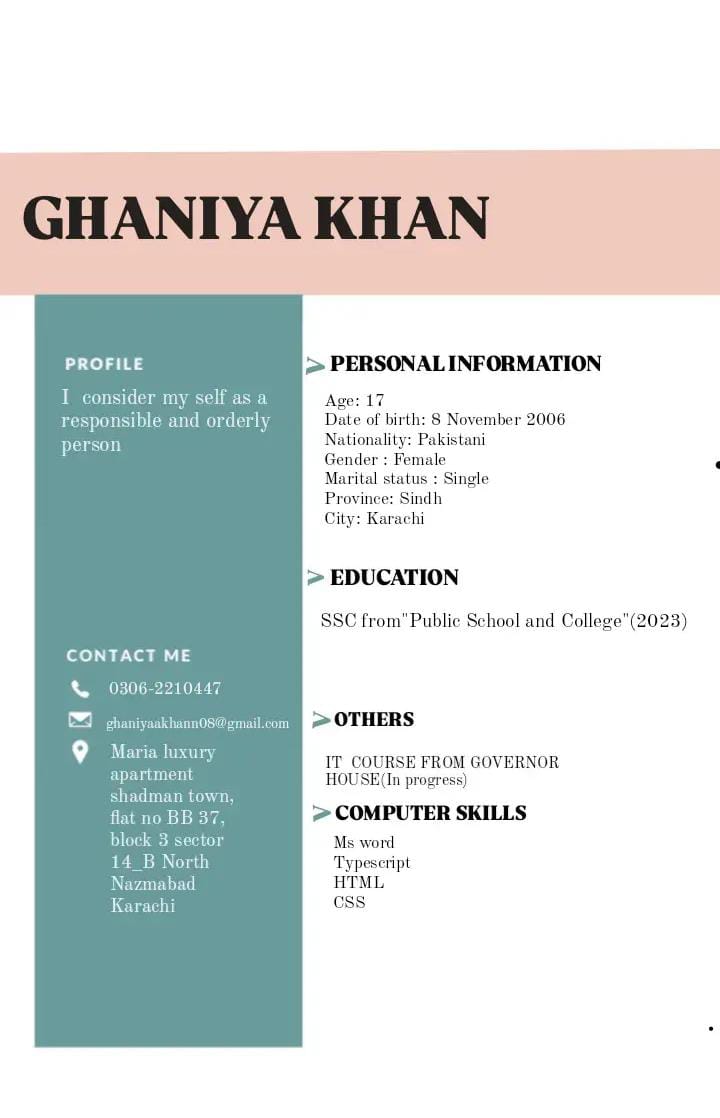 GHANIYA KHAN
PROFILE
I consider my self as a
responsible and orderly
person
CONTACT ME
0306-2210447
ghaniyaakhann08@gmail.com
Maria luxury
apartment
shadman town,
flat no BB 37,
block 3 sector
14_B North
Nazmabad
Karachi
PERSONAL INFORMATION
Age: 17
Date of birth: 8 November 2006
Nationality: Pakistani
Gender : Female
Marital status : Single
Province: Sindh
City: Karachi
EDUCATION
SSC from"Public School and College"(2023)
OTHERS
IT COURSE FROM GOVERNOR
HOUSE(In progress)
COMPUTER SKILLS
Ms word
Typescript
HTML
CSS